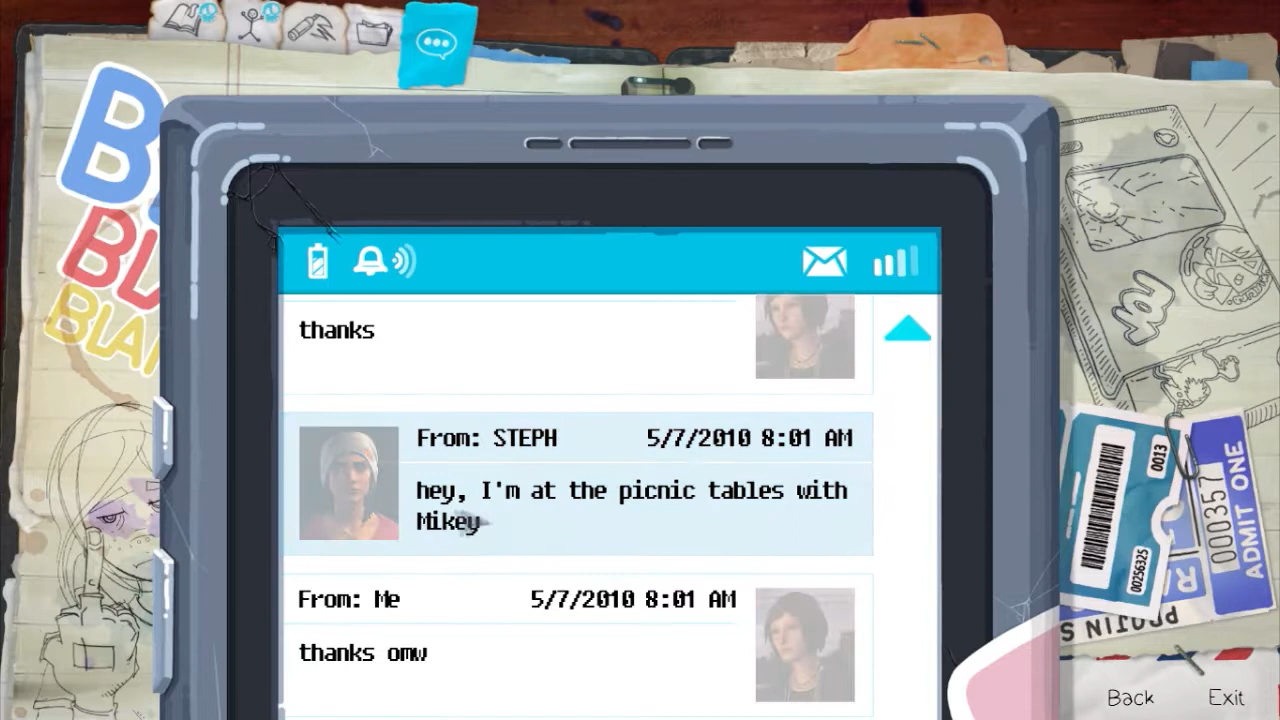 thanks
From: STEPH 5/7/2010 8:01 AM
hey, I'm at the picnic tables with
Mikey
From: Me 5/7/2010 8:01 AM
thanks omw
0013
00256325
000357
ADMIT ONE
Back
Exit